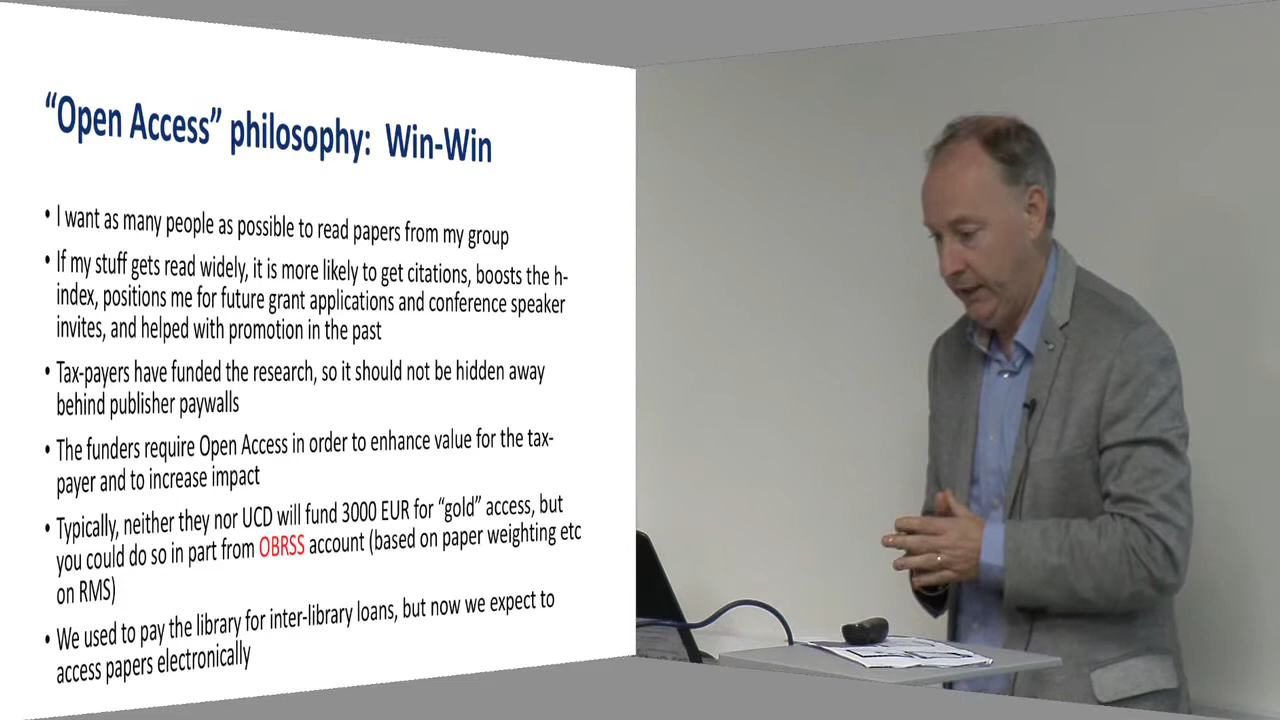 “Open Access” philosophy: Win-Win
• I want as many people as possible to read papers from my group
• If my stuff gets read widely, it is more likely to get citations, boosts the h-
index, positions me for future grant applications and conference speaker
invites, and helped with promotion in the past
• Tax-payers have funded the research, so it should not be hidden away
behind publisher paywalls
• The funders require Open Access in order to enhance value for the tax-
payer and to increase impact
• Typically, neither they nor UCD will fund 3000 EUR for “gold” access, but
you could do so in part from OBRSS account (based on paper weighting etc
on RMS)
• We used to pay the library for inter-library loans, but now we expect to
access papers electronically